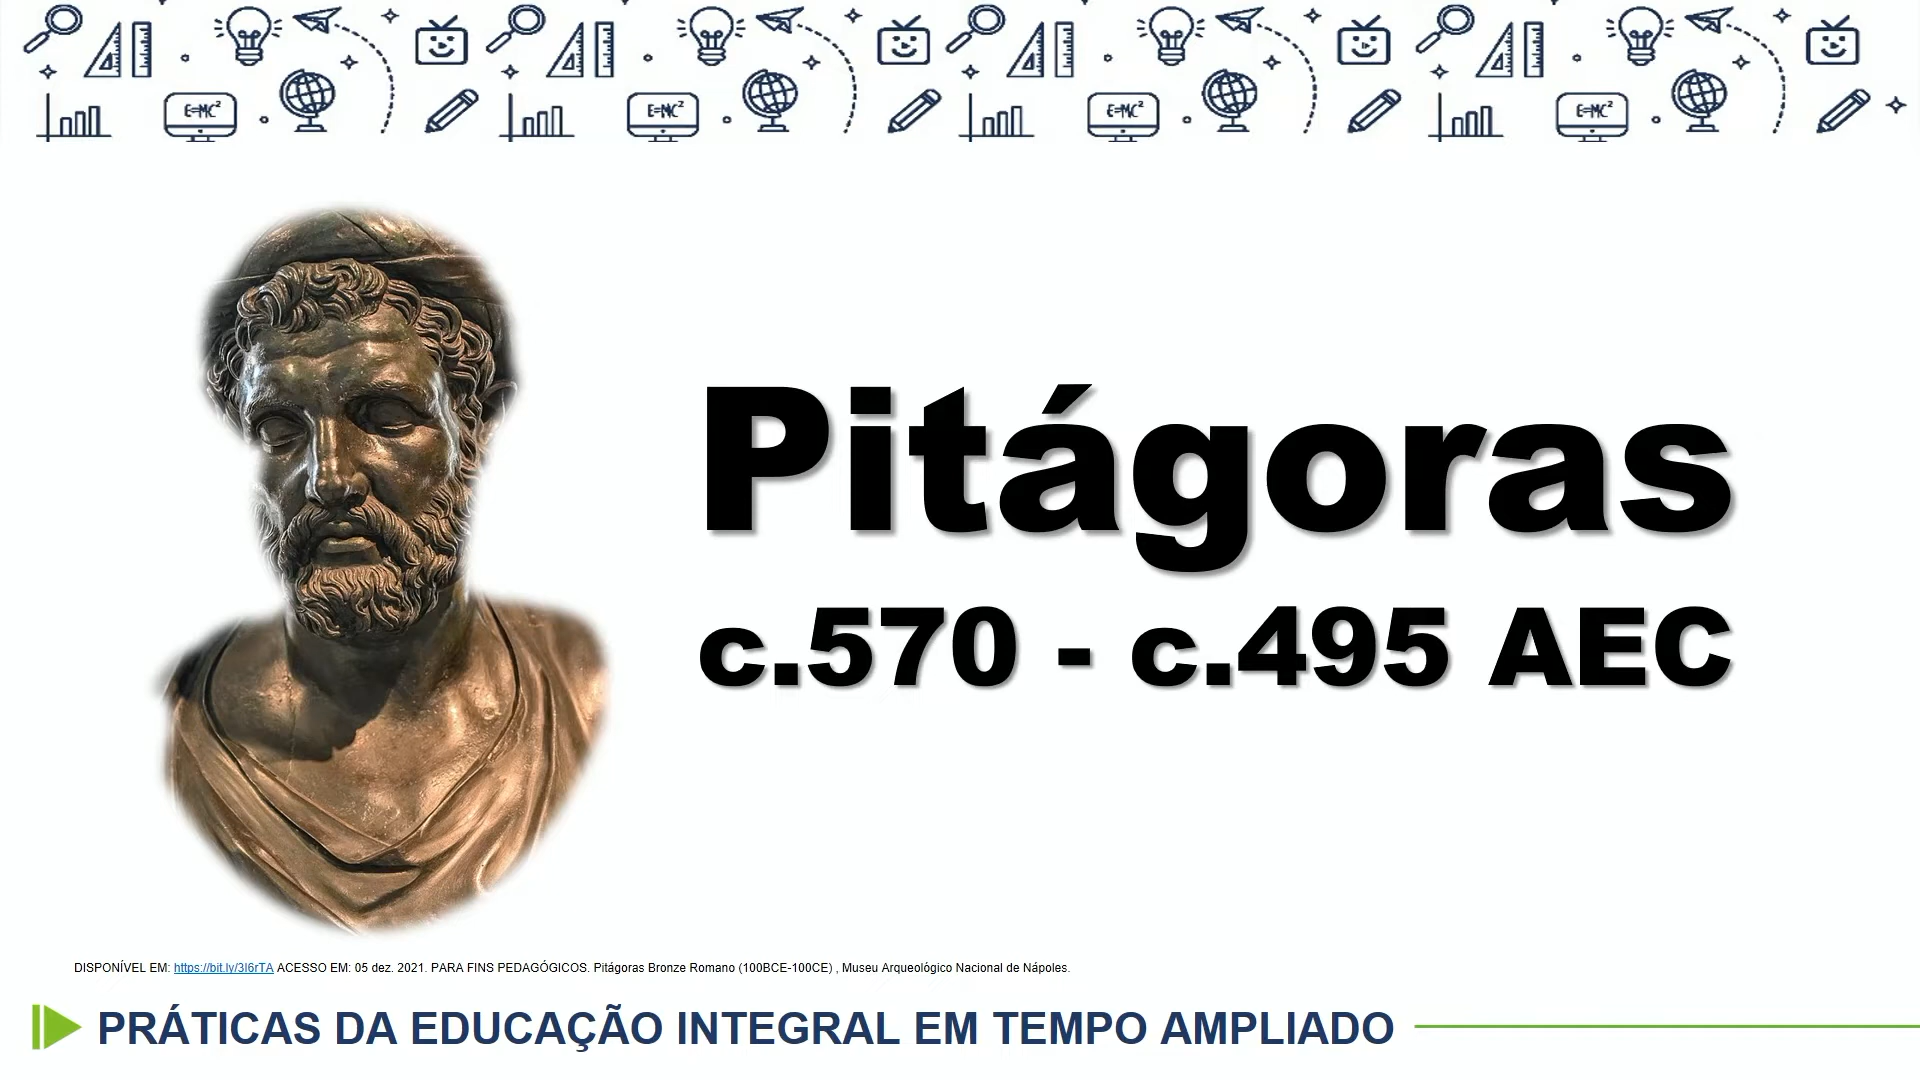 E=MC² E=MC² E=MC² E=MC²
Pitágoras
c.570 - c.495 AEC
DISPONÍVEL EM: https://bit.ly/3l6rTA ACESSO EM: 05 dez. 2021. PARA FINS PEDAGÓGICOS. Pitágoras Bronze Romano (100BCE-100CE) , Museu Arqueológico Nacional de Nápoles.
PRÁTICAS DA EDUCAÇÃO INTEGRAL EM TEMPO AMPLIADO